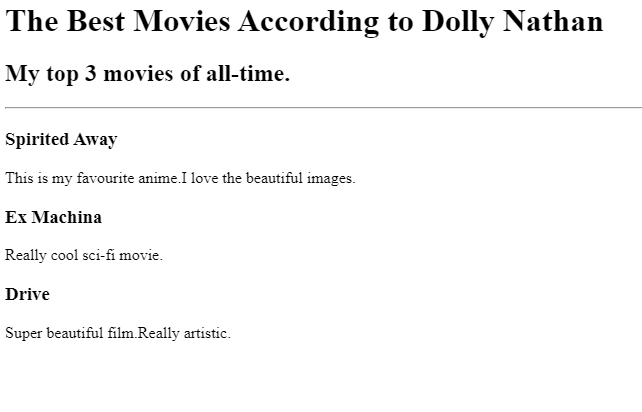 The Best Movies According to Dolly Nathan
My top 3 movies of all-time.
Spirited Away
This is my favourite anime.I love the beautiful images.
Ex Machina
Really cool sci-fi movie.
Drive
Super beautiful film.Really artistic.